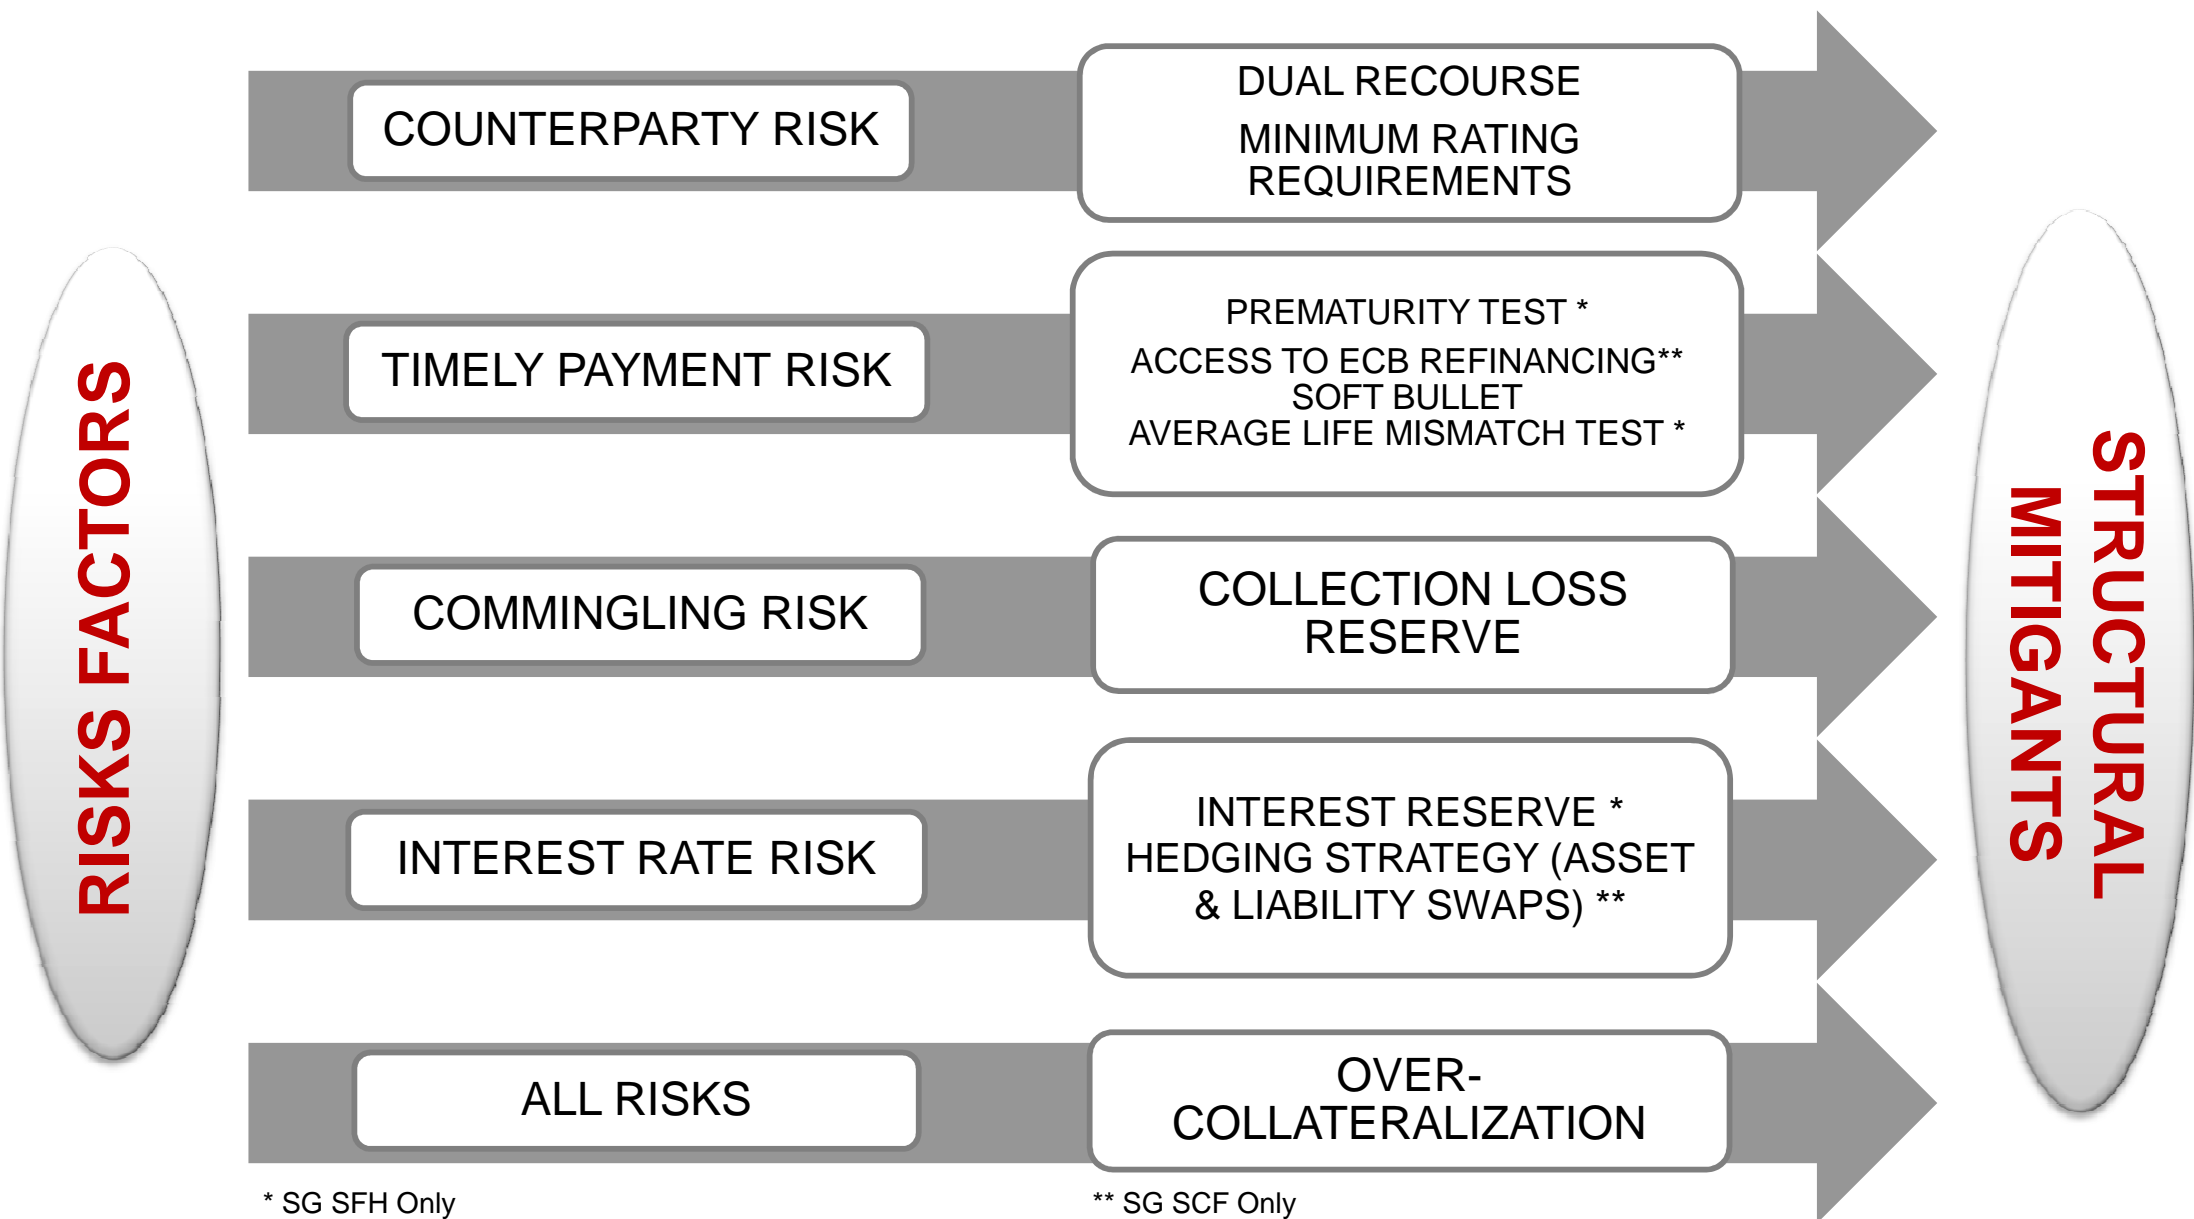 RISKS FACTORS
COUNTERPARTY RISK
DUAL RECOURSE
MINIMUM RATING
REQUIREMENTS
TIMELY PAYMENT RISK
PREMATURITY TEST *
ACCESS TO ECB REFINANCING**
SOFT BULLET
AVERAGE LIFE MISMATCH TEST *
COMMINGLING RISK
COLLECTION LOSS
RESERVE
INTEREST RATE RISK
INTEREST RESERVE *
HEDGING STRATEGY (ASSET
& LIABILITY SWAPS) **
ALL RISKS
OVER-
COLLATERALIZATION
STRUCTURAL
MITIGANTS
* SG SFH Only
** SG SCF Only